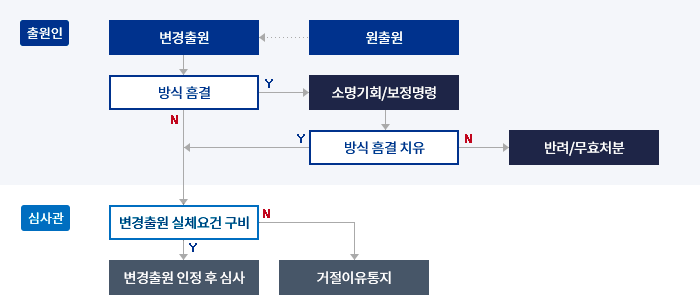 출원인
변경출원
원출원
방식 흠결
Y
소명기회/보정명령
N
Y
방식 흠결 치유
N
반려/무효처분
심사관
변경출원 실체요건 구비
N
Y
변경출원 인정 후 심사
거절이유통지